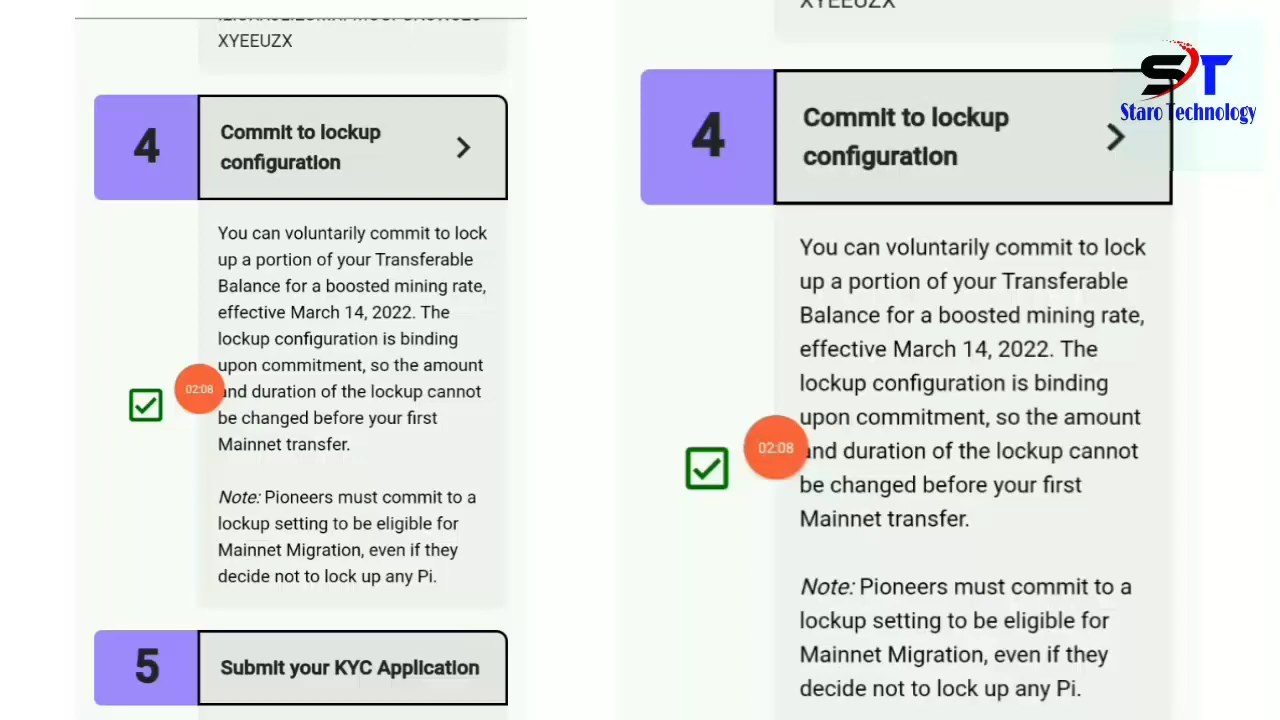 XYEEUZX
4
Commit to lockup
configuration
You can voluntarily commit to lock
up a portion of your Transferable
Balance for a boosted mining rate,
effective March 14, 2022. The
lockup configuration is binding
upon commitment, so the amount
and duration of the lockup cannot
be changed before your first
Mainnet transfer.
02:08
Note: Pioneers must commit to a
lockup setting to be eligible for
Mainnet Migration, even if they
decide not to lock up any Pi.
5
Submit your KYC Application
XYEEUZX
4
Commit to lockup
configuration
You can voluntarily commit to lock
up a portion of your Transferable
Balance for a boosted mining rate,
effective March 14, 2022. The
lockup configuration is binding
upon commitment, so the amount
and duration of the lockup cannot
be changed before your first
Mainnet transfer.
02:08
Note: Pioneers must commit to a
lockup setting to be eligible for
Mainnet Migration, even if they
decide not to lock up any Pi.
ST
Staro Technology